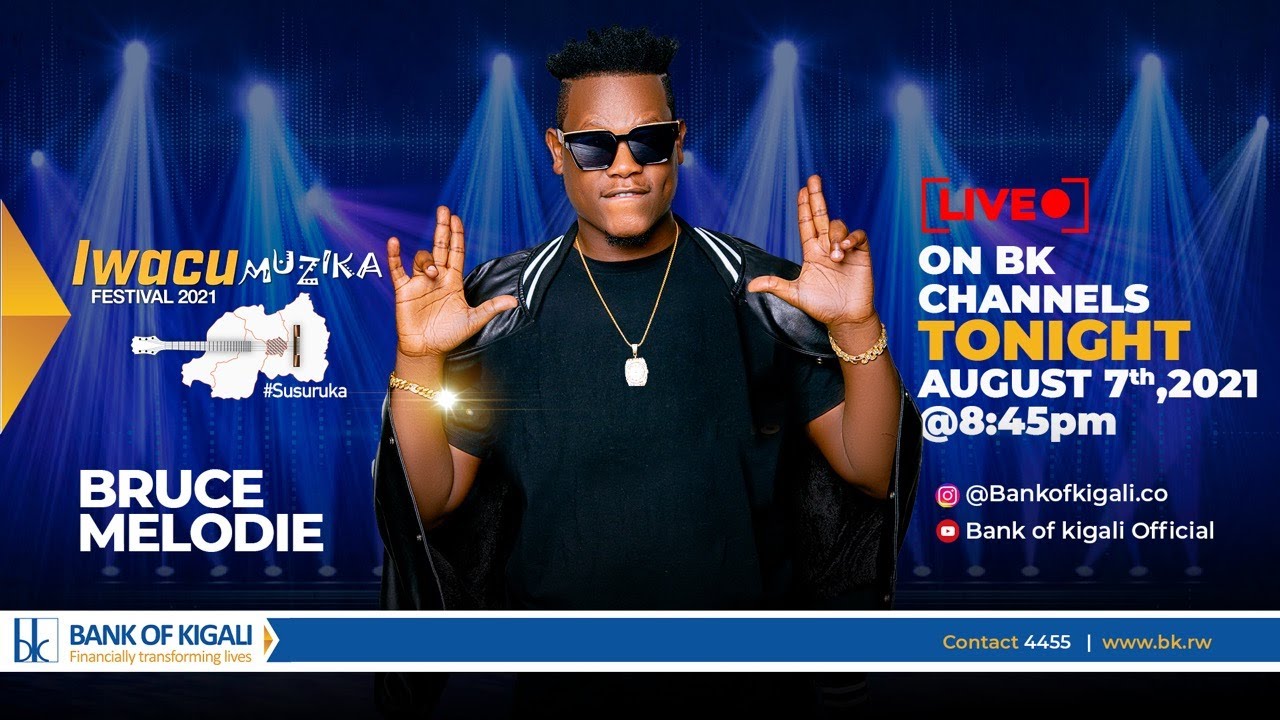 Iwacu MUZIKA
FESTIVAL 2021
#Susuruka
BRUCE
MELODIE
LIVE
ON BK
CHANNELS
TONIGHT
AUGUST 7th,2021
@8:45pm
@Bankofkigali.co
Bank of kigali Official
bk BANK OF KIGALI
Financially transforming lives
Contact 4455 | www.bk.rw